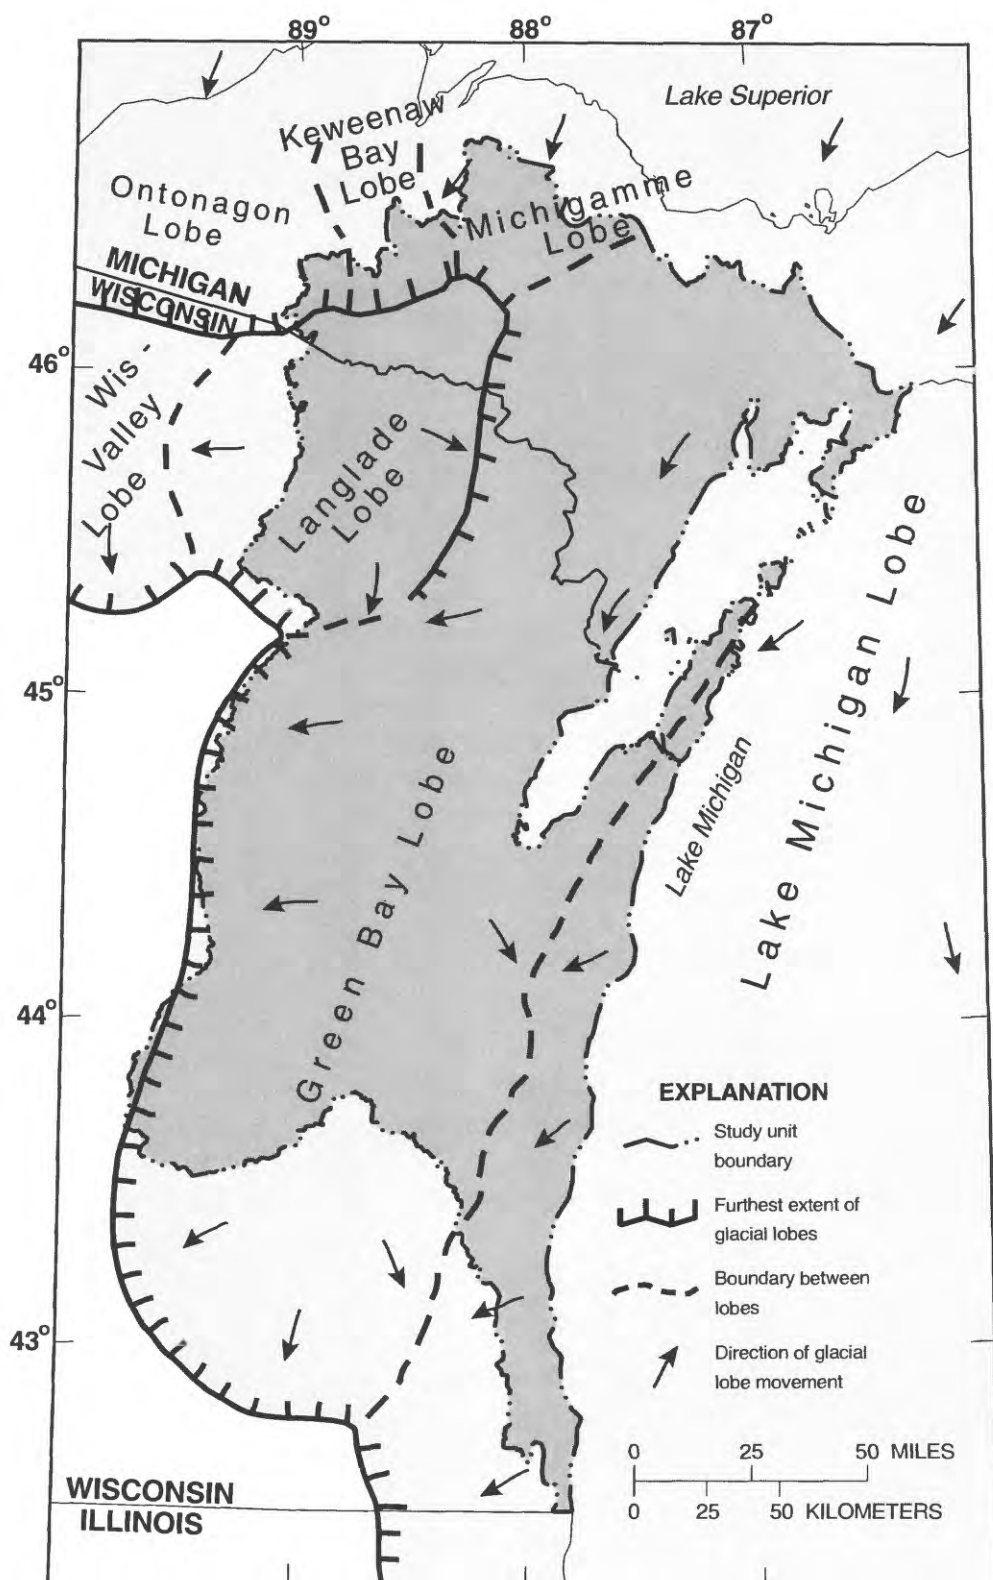 89° 88° 87°
Lake Superior
Keweenaw
Bay
Lobe
Ontonagon
Lobe
Michigamme
Lobe
MICHIGAN
WISCONSIN
46°
Wis -
Valley
Lobe
Langlade
Lobe
45°
Green Bay Lobe
Lake Michigan
Lake Michigan Lobe
44°
EXPLANATION
Study unit
boundary
Furthest extent of
glacial lobes
Boundary between
lobes
Direction of glacial
lobe movement
43°
0 25 50 MILES
0 25 50 KILOMETERS
WISCONSIN
ILLINOIS